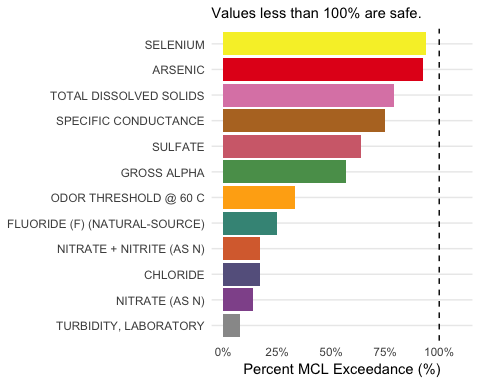 Values less than 100% are safe.
SELENIUM
ARSENIC
TOTAL DISSOLVED SOLIDS
SPECIFIC CONDUCTANCE
SULFATE
GROSS ALPHA
ODOR THRESHOLD @ 60 C
FLUORIDE (F) (NATURAL-SOURCE)
NITRATE + NITRITE (AS N)
CHLORIDE
NITRATE (AS N)
TURBIDITY, LABORATORY
0% 25% 50% 75% 100%
Percent MCL Exceedance (%)